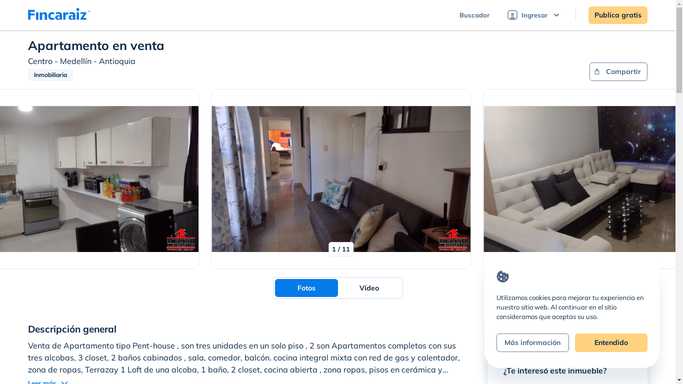 Fincaraiz
Buscador
Ingresar
Publica gratis
Apartamento en venta
Centro - Medellín - Antioquia
Inmobiliaria
Compartir
1 / 11
Fotos
Video
Descripción general
Venta de Apartamento tipo Pent-house , son tres unidades en un solo piso , 2 son Apartamentos completos con sus
tres alcobas, 3 closet, 2 baños cabinados , sala, comedor, balcón, cocina integral mixta con red de gas y calentador,
zona de ropas, Terrazay 1 Loft de una alcoba, 1 baño, 2 closet, cocina abierta , zona ropas, pisos en cerámica y...
Leer más
Utilizamos cookies para mejorar tu experiencia en
nuestro sitio web. Al continuar en el sitio
consideramos que aceptas su uso.
Más información
Entendido
¿Te interesó este inmueble?